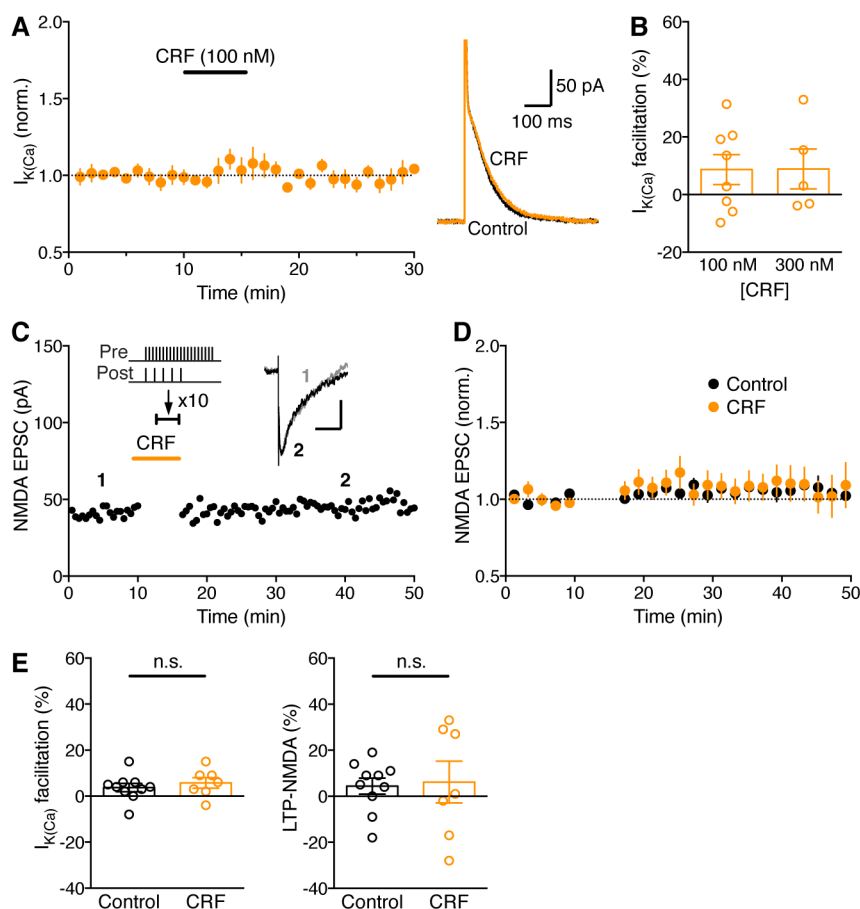 A
I K(Ca) (norm.)
2.0
1.5
1.0
0.5
CRF (100 nM)
0
10
20
30
Time (min)
50 pA
100 ms
CRF
Control
B
I K(Ca) facilitation (%)
60
40
20
0
-20
100 nM
300 nM
[CRF]
C
NMDA EPSC (pA)
150
100
50
0
Pre
Post
x10
CRF
1
2
1
2
0
10
20
30
40
50
Time (min)
D
NMDA EPSC (norm.)
2.0
1.5
1.0
0.5
Control
CRF
0
10
20
30
40
50
Time (min)
E
I K(Ca) facilitation (%)
60
40
20
0
-20
-40
n.s.
Control
CRF
LTP-NMDA (%)
60
40
20
0
-20
-40
n.s.
Control
CRF